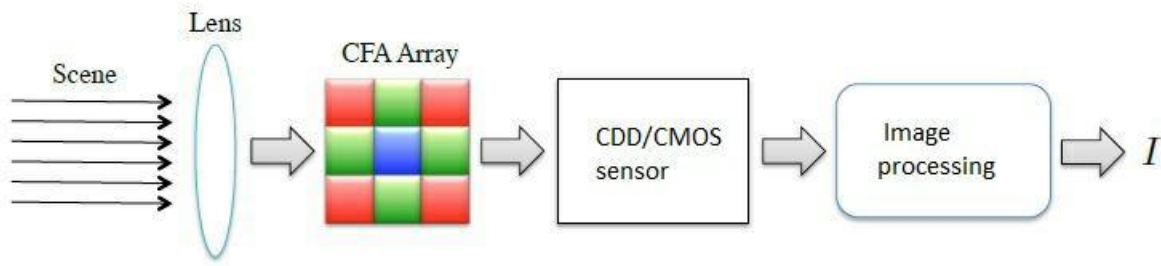 Scene
Lens
CFA Array
CDD/CMOS
sensor
Image
processing
I